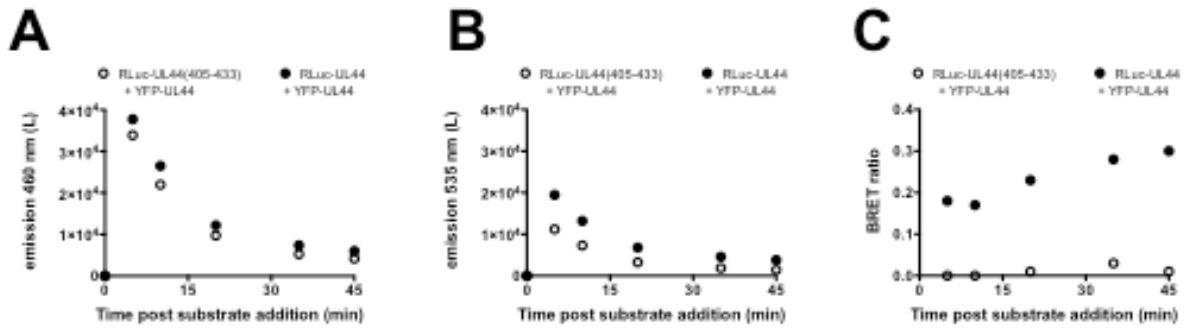 A
RLuc-UL44(405-433) RLuc-UL44
+ YFP-UL44 + YFP-UL44
emission 460 nm (L)
4×10⁴
3×10⁴
2×10⁴
1×10⁴
0
0 15 30 45
Time post substrate addition (min)
B
RLuc-UL44(405-433) RLuc-UL44
+ YFP-UL44 + YFP-UL44
emission 535 nm (L)
4×10⁴
3×10⁴
2×10⁴
1×10⁴
0
0 15 30 45
Time post substrate addition (min)
C
RLuc-UL44(405-433) RLuc-UL44
+ YFP-UL44 + YFP-UL44
BRET ratio
0.4
0.3
0.2
0.1
0.0
0 15 30 45
Time post substrate addition (min)